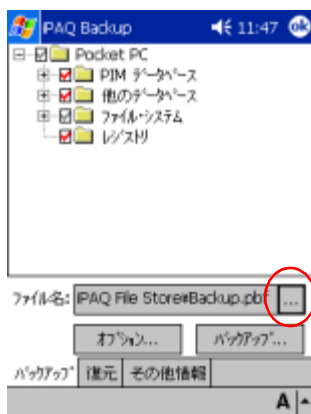 iPAQ Backup 11:47 ok
Pocket PC
PIM ﾃﾞｰﾀﾍﾞｰｽ
他のﾃﾞｰﾀﾍﾞｰｽ
ﾌｧｲﾙ･ｼｽﾃﾑ
ﾚｼﾞｽﾄﾘ
ﾌｧｲﾙ名: iPAQ File Store¥Backup.pbf ...
ｵﾌﾟｼｮﾝ... ﾊﾞｯｸｱｯﾌﾟ...
ﾊﾞｯｸｱｯﾌﾟ 復元 その他情報
A